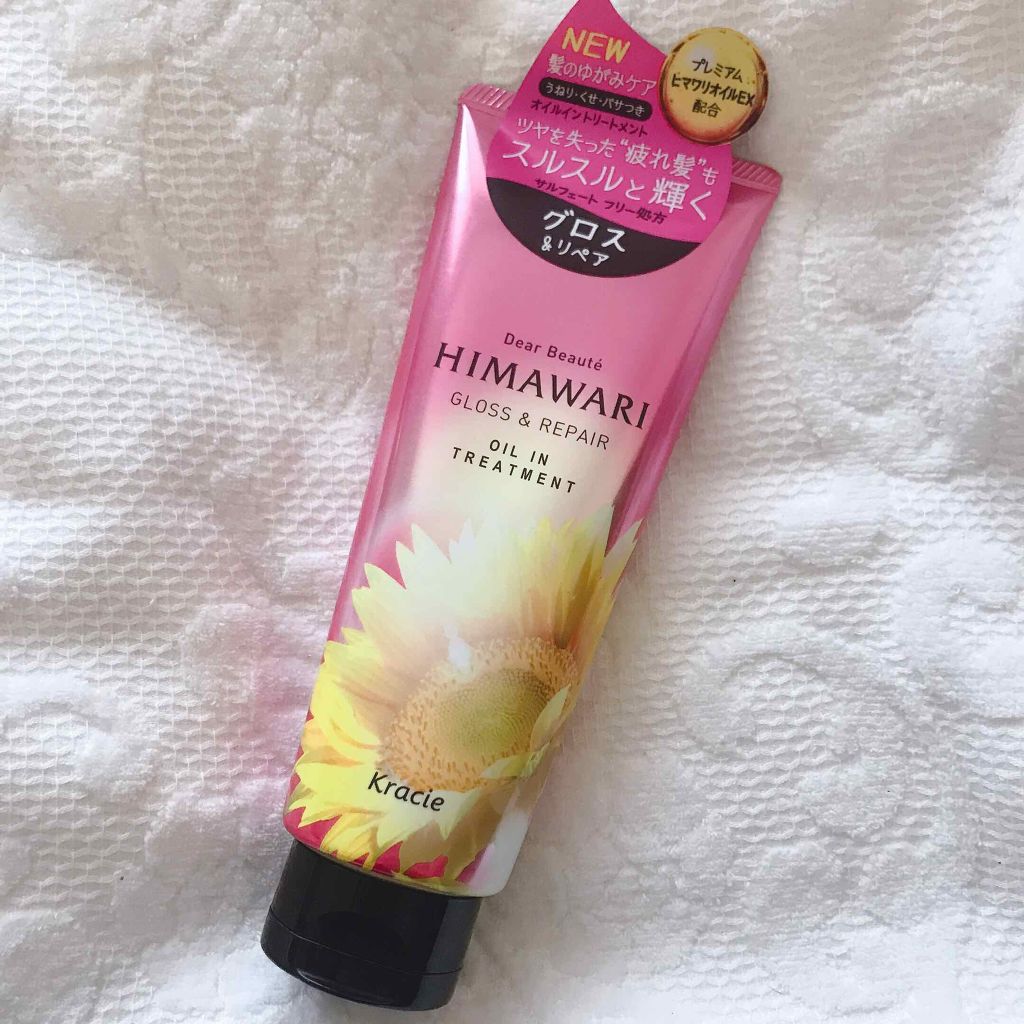 NEW
髪のゆがみケア
うねり・くせ・パサつき
オイルイントリートメント
ツヤを失った“疲れ髪”も
スルスルと輝く
サルフェート フリー処方
グロス
&リペア
プレミアム
ヒマワリオイルEX
配合
Dear Beauté
HIMAWARI
GLOSS & REPAIR
OIL IN
TREATMENT
Kracie